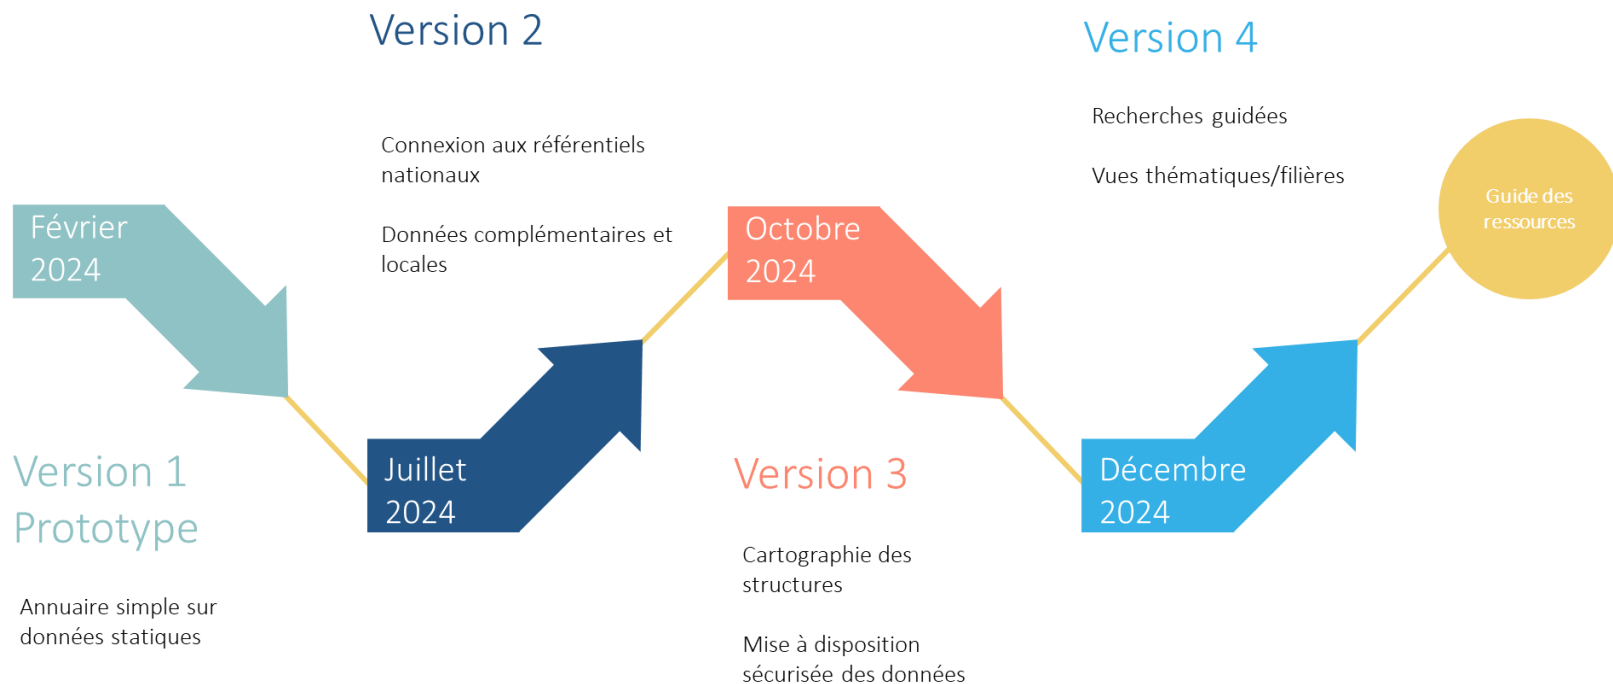 Février
2024
Version 1
Prototype
Annuaire simple sur
données statiques
Version 2
Connexion aux référentiels
nationaux
Données complémentaires et
locales
Juillet
2024
Octobre
2024
Version 3
Cartographie des
structures
Mise à disposition
sécurisée des données
Version 4
Recherches guidées
Vues thématiques/filières
Décembre
2024
Guide des
ressources